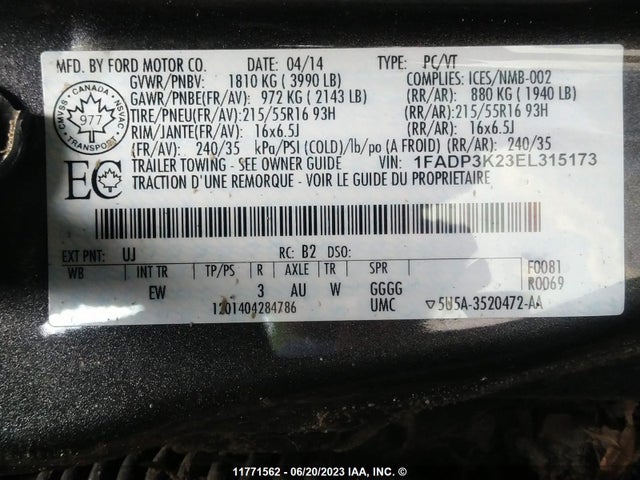 MFD. BY FORD MOTOR CO. DATE: 04/14 TYPE: PC/VT
GVWR/PNBV: 1810 KG ( 3990 LB) COMPLIES: ICES/NMB-002
GAWR/PNBE(FR/AV): 972 KG ( 2143 LB) (RR/AR): 880 KG ( 1940 LB)
TIRE/PNEU(FR/AV):215/55R16 93H (RR/AR):215/55R16 93H
RIM/JANTE(FR/AV): 16x6.5J (RR/AR): 16x6.5J
(FR/AV): 240/35 kPa/PSI (COLD)/lb/po (A FROID) (RR/AR): 240/35
TRAILER TOWING - SEE OWNER GUIDE VIN: 1FADP3K23EL315173
TRACTION D'UNE REMORQUE - VOIR LE GUIDE DU PROPRIETAIRE
CANADA
CMVSS NSVAC
977
TRANSPORT
EC
EXT PNT: UJ RC: B2 DSO:
WB INT TR TP/PS R AXLE TR SPR F0081
R0069
EW 3 AU W GGGG
1201404284786 UMC ▽5U5A-3520472-AA
11771562 - 06/20/2023 IAA, INC. ©